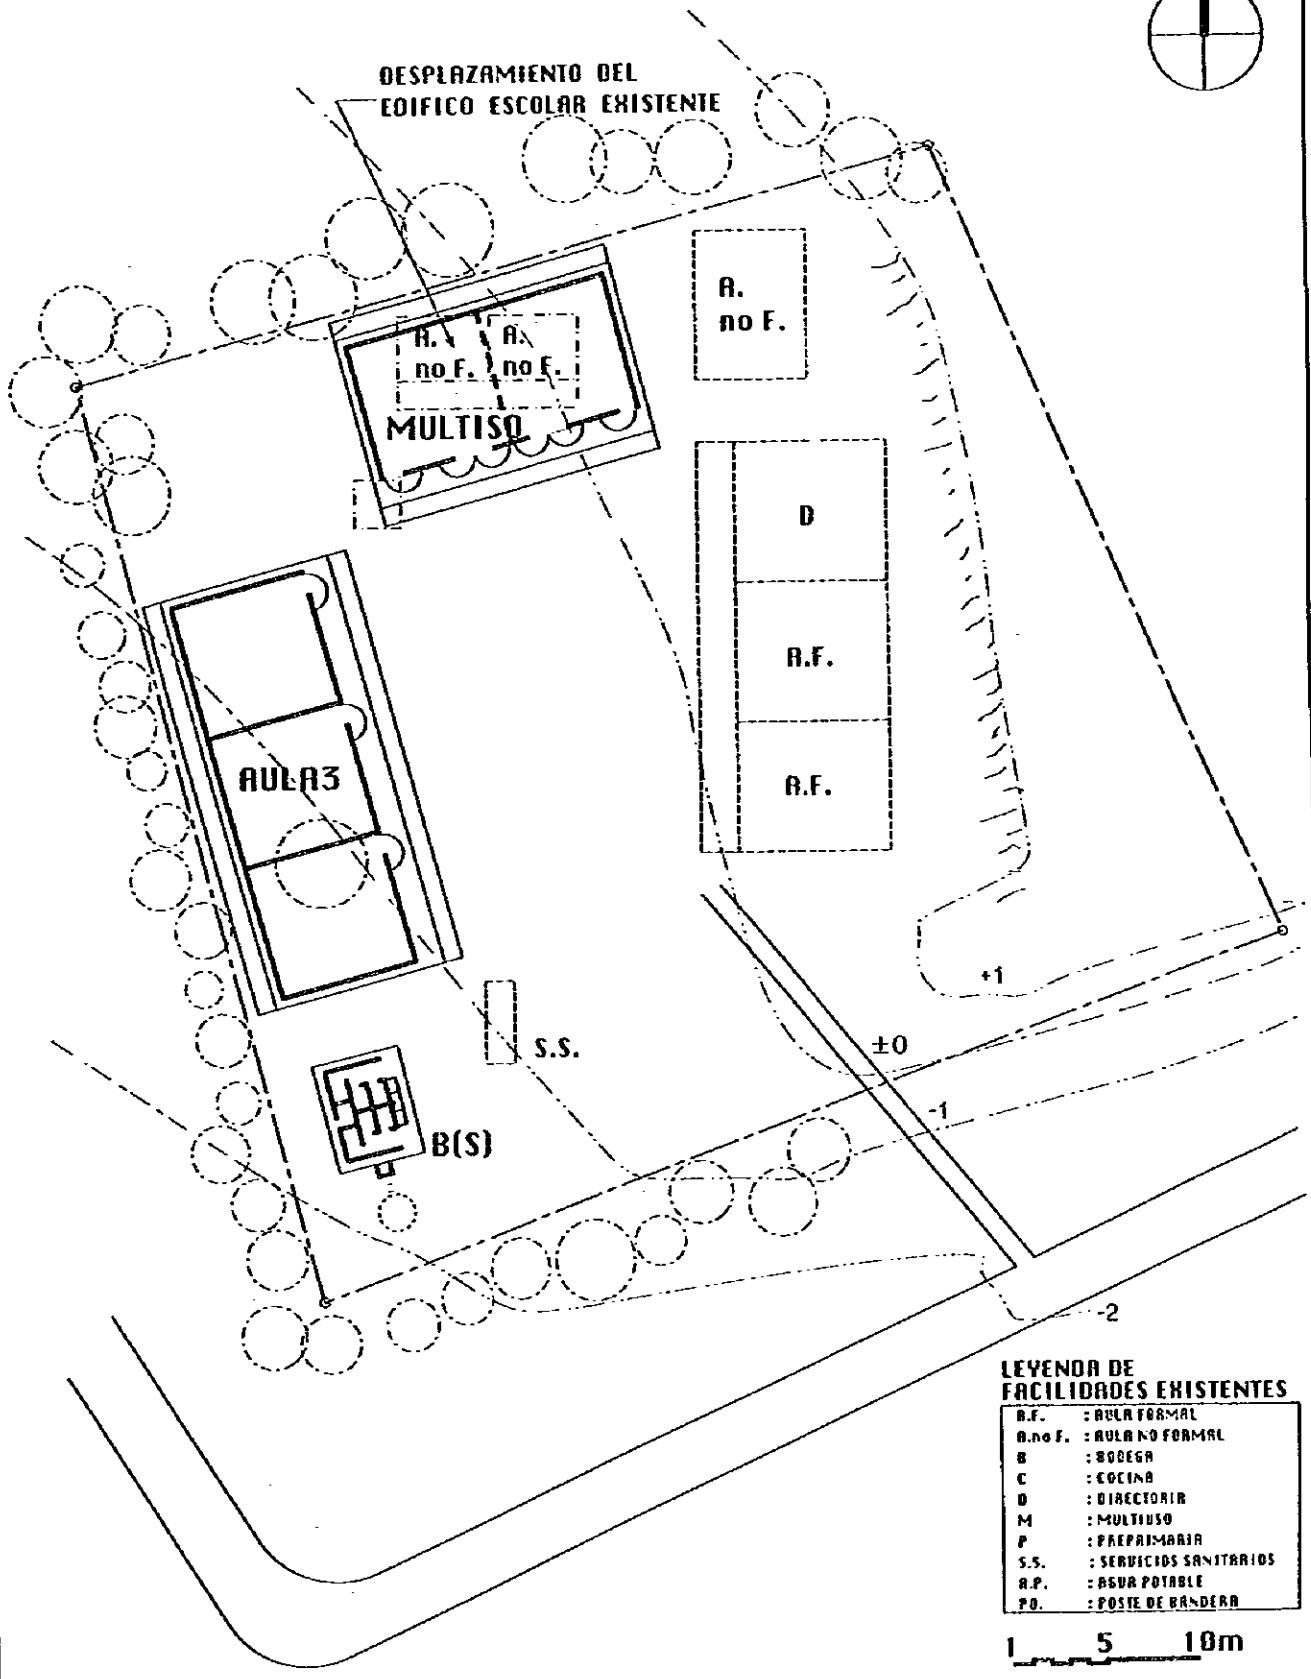 DESPLAZAMIENTO DEL
EDIFICO ESCOLAR EXISTENTE
A.
no F.
A.
no F.
A.
no F.
MULTISO
D
A.F.
A.F.
AULA3
S.S.
B(S)
+1
±0
-1
-2
LEYENDA DE
FACILIDADES EXISTENTES
A.F. : AULA FORMAL
A.no F. : AULA NO FORMAL
B : BODEGA
C : COCINA
D : DIRECTORIA
M : MULTIUSO
P : PREPRIMARIA
S.S. : SERVICIOS SANITARIOS
A.P. : AGUA POTABLE
PO. : POSTE DE BANDERA
1 5 10m